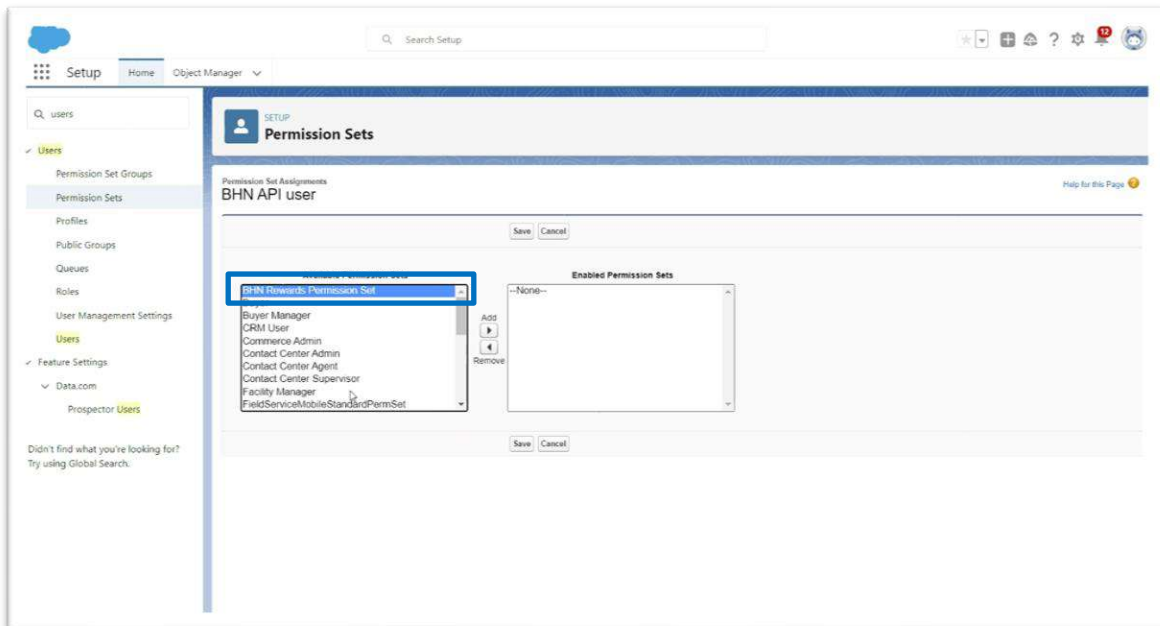 Search Setup
12
Setup
Home
Object Manager
users
Users
Permission Set Groups
Permission Sets
Profiles
Public Groups
Queues
Roles
User Management Settings
Users
Feature Settings
Data.com
Prospector Users
Didn't find what you're looking for?
Try using Global Search.
SETUP
Permission Sets
Permission Set Assignments
BHN API user
Help for this Page
Save Cancel
Enabled Permission Sets
BHN Rewards Permission Set
Buyer Manager
CRM User
Commerce Admin
Contact Center Admin
Contact Center Agent
Contact Center Supervisor
Facility Manager
FieldServiceMobileStandardPermSet
Add
Remove
--None--
Save Cancel